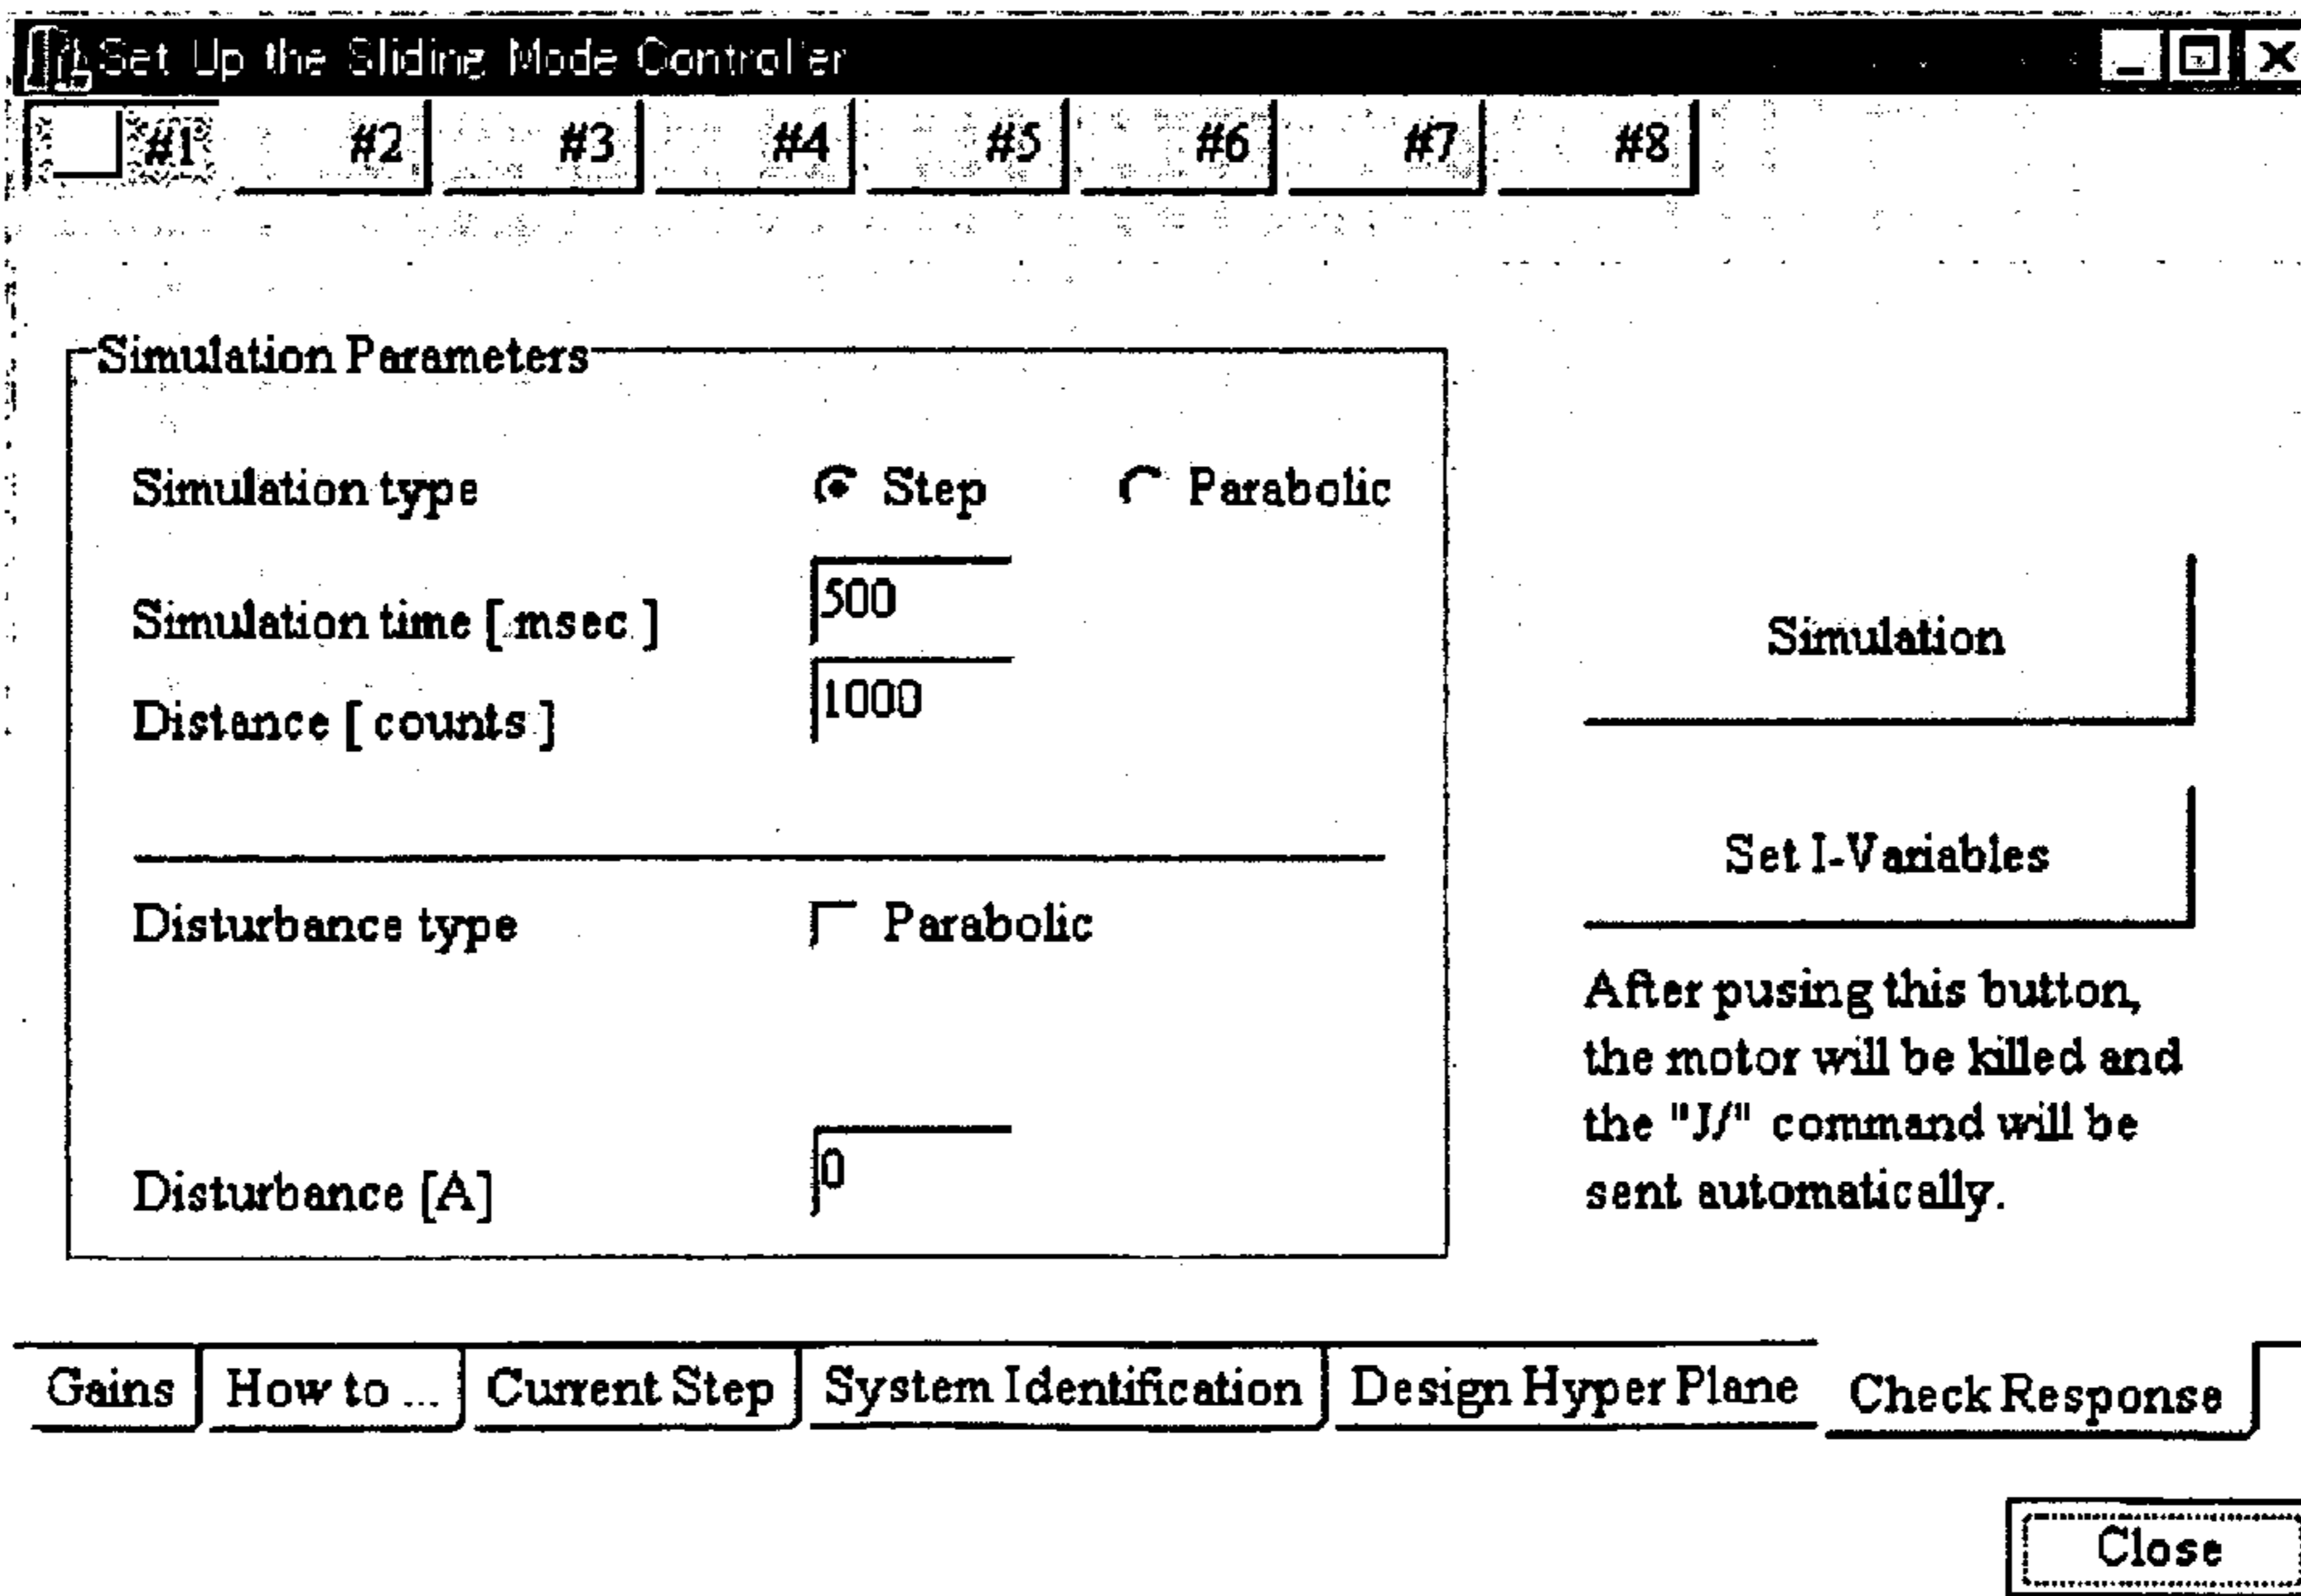 Set Up the Sliding Mode Controller
#1 #2 #3 #4 #5 #6 #7 #8
Simulation Parameters
Simulation type Step Parabolic
Simulation time [ msec ] 500
Distance [ counts ] 1000
Disturbance type Parabolic
Disturbance [A] 0
Simulation
Set I-Variables
After pusing this button,
the motor will be killed and
the "J/" command will be
sent automatically.
Gains How to ... Current Step System Identification Design Hyper Plane Check Response
Close